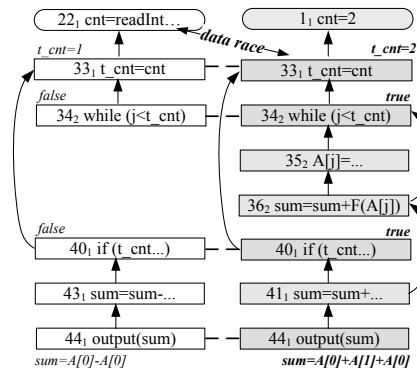 22₁ cnt=readInt... 1₁ cnt=2
data race
t_cnt=1 t_cnt=2
33₁ t_cnt=cnt 33₁ t_cnt=cnt
false true
34₂ while (j<t_cnt) 34₂ while (j<t_cnt)
35₂ A[j]=...
36₂ sum=sum+F(A[j])
false true
40₁ if (t_cnt...) 40₁ if (t_cnt...)
43₁ sum=sum-... 41₁ sum=sum+...
44₁ output(sum) 44₁ output(sum)
sum=A[0]-A[0] sum=A[0]+A[1]+A[0]